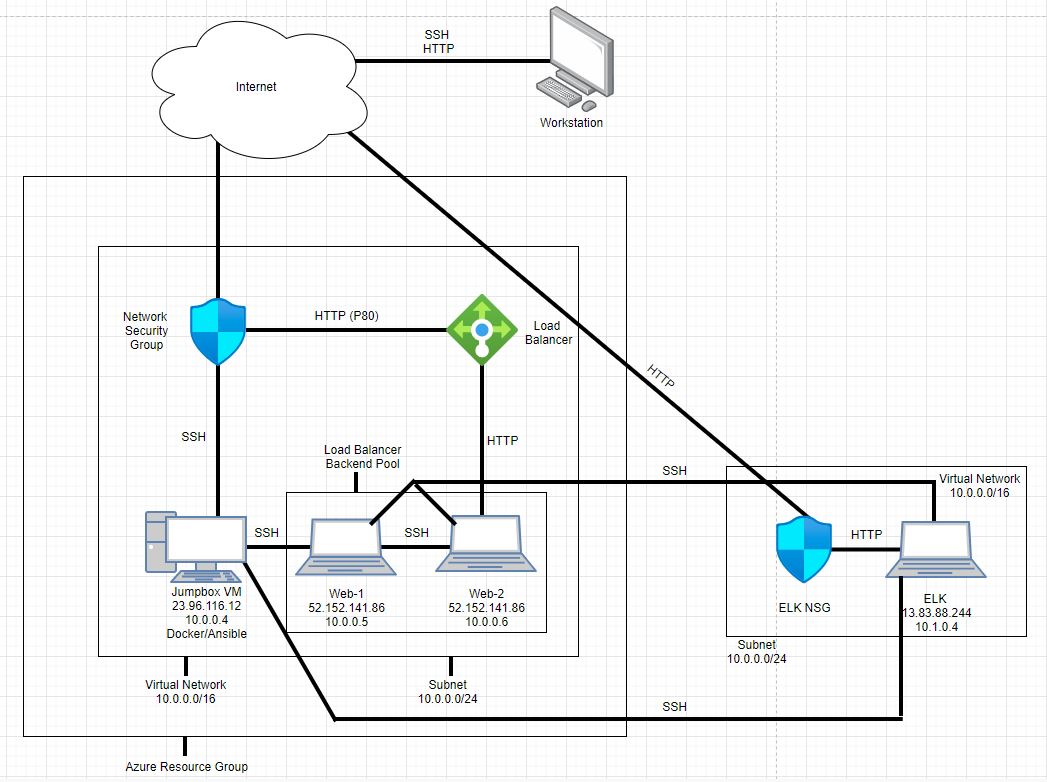 SSH
HTTP
Internet
Workstation
Network
Security
Group
HTTP (P80)
Load
Balancer
HTTP
SSH
HTTP
Load Balancer
Backend Pool
SSH
Virtual Network
10.0.0.0/16
SSH
SSH
HTTP
Jumpbox VM
23.96.116.12
10.0.0.4
Docker/Ansible
Web-1
52.152.141.86
10.0.0.5
Web-2
52.152.141.86
10.0.0.6
ELK NSG
ELK
13.83.88.244
10.1.0.4
Subnet
10.0.0.0/24
Virtual Network
10.0.0.0/16
Subnet
10.0.0.0/24
SSH
Azure Resource Group